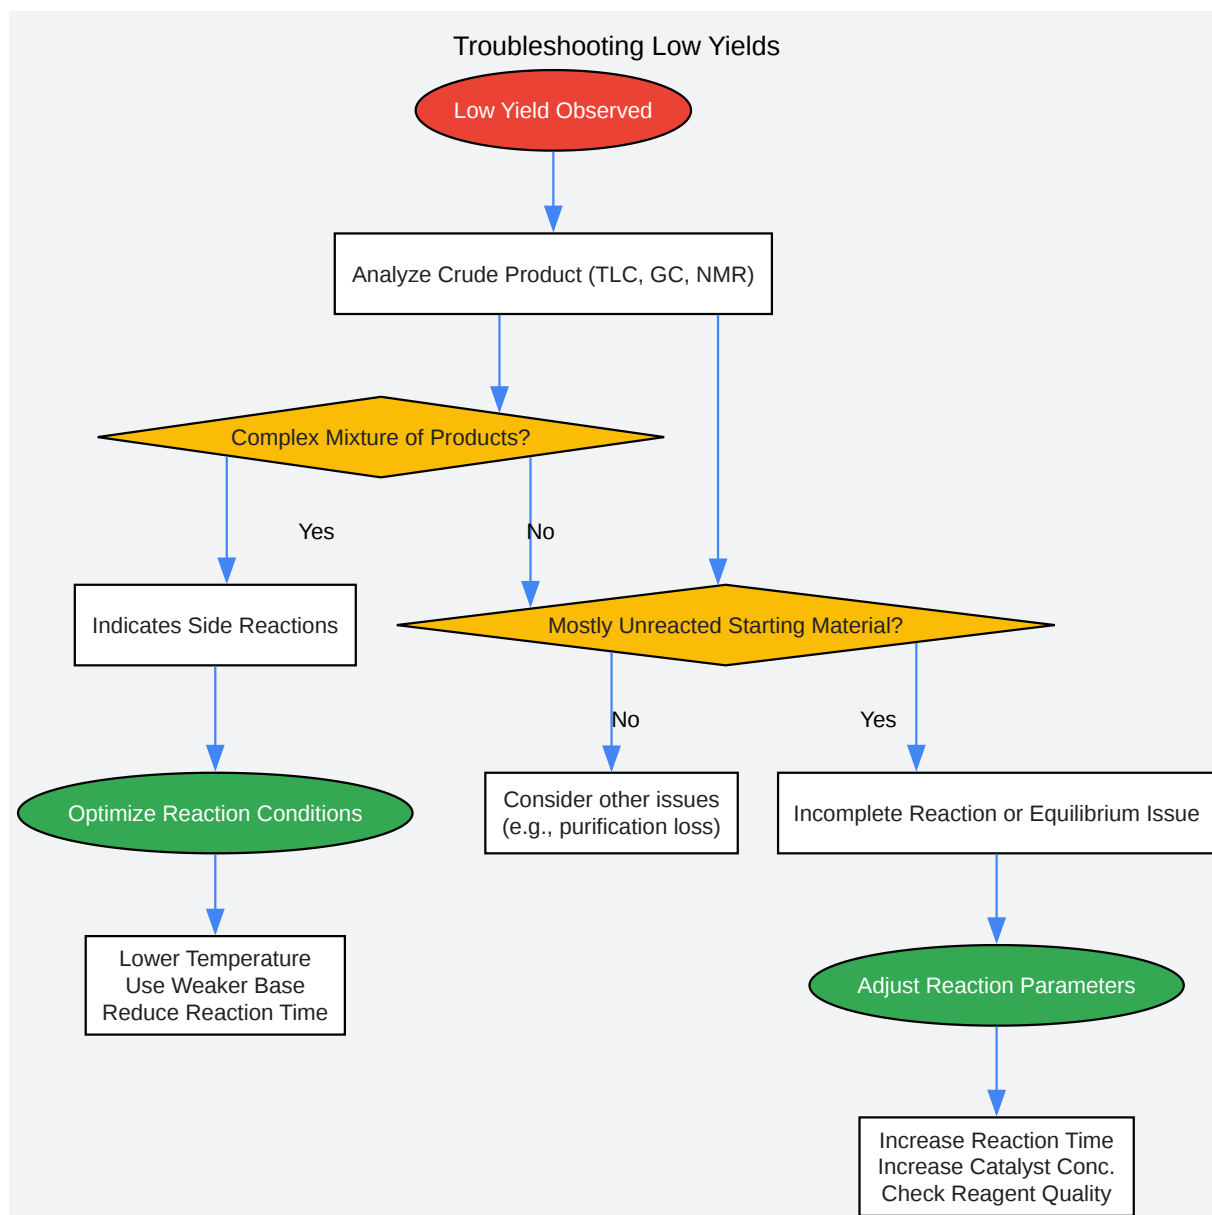 Troubleshooting Low Yields
Low Yield Observed
Analyze Crude Product (TLC, GC, NMR)
Complex Mixture of Products?
Yes
No
Indicates Side Reactions
Mostly Unreacted Starting Material?
No
Yes
Optimize Reaction Conditions
Consider other issues
(e.g., purification loss)
Incomplete Reaction or Equilibrium Issue
Lower Temperature
Use Weaker Base
Reduce Reaction Time
Adjust Reaction Parameters
Increase Reaction Time
Increase Catalyst Conc.
Check Reagent Quality